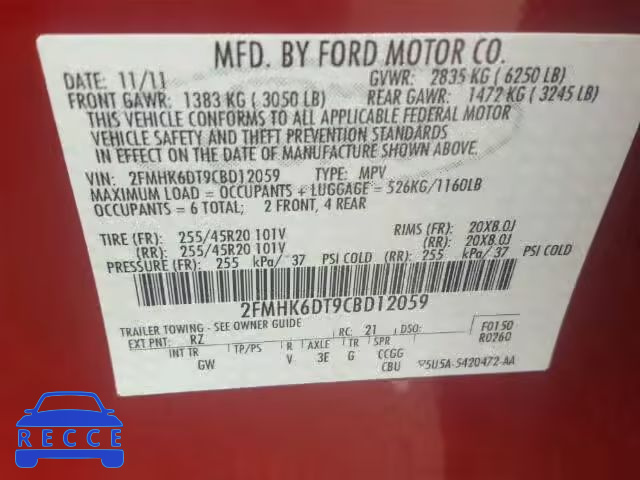 MFD. BY FORD MOTOR CO.
DATE: 11/11 GVWR: 2835 KG ( 6250 LB)
FRONT GAWR: 1383 KG ( 3050 LB) REAR GAWR: 1472 KG ( 3245 LB)
THIS VEHICLE CONFORMS TO ALL APPLICABLE FEDERAL MOTOR
VEHICLE SAFETY AND THEFT PREVENTION STANDARDS
IN EFFECT ON THE DATE OF MANUFACTURE SHOWN ABOVE.
VIN: 2FMHK6DT9CBD12059 TYPE: MPV
MAXIMUM LOAD = OCCUPANTS + LUGGAGE = 526KG/1160LB
OCCUPANTS = 6 TOTAL; 2 FRONT, 4 REAR
TIRE (FR): 255/45R20 101V RIMS (FR): 20X8.0J
(RR): 255/45R20 101V (RR): 20X8.0J
PRESSURE (FR): 255 kPa/ 37 PSI COLD (RR): 255 kPa/ 37 PSI COLD
2FMHK6DT9CBD12059
TRAILER TOWING - SEE OWNER GUIDE
EXT PNT: RZ RC: 21 DSO: F0150
R0260
INT TR TP/PS R AXLE TR SPR
GW V 3E G CCGG
CBU 5U5A-5420472-AA